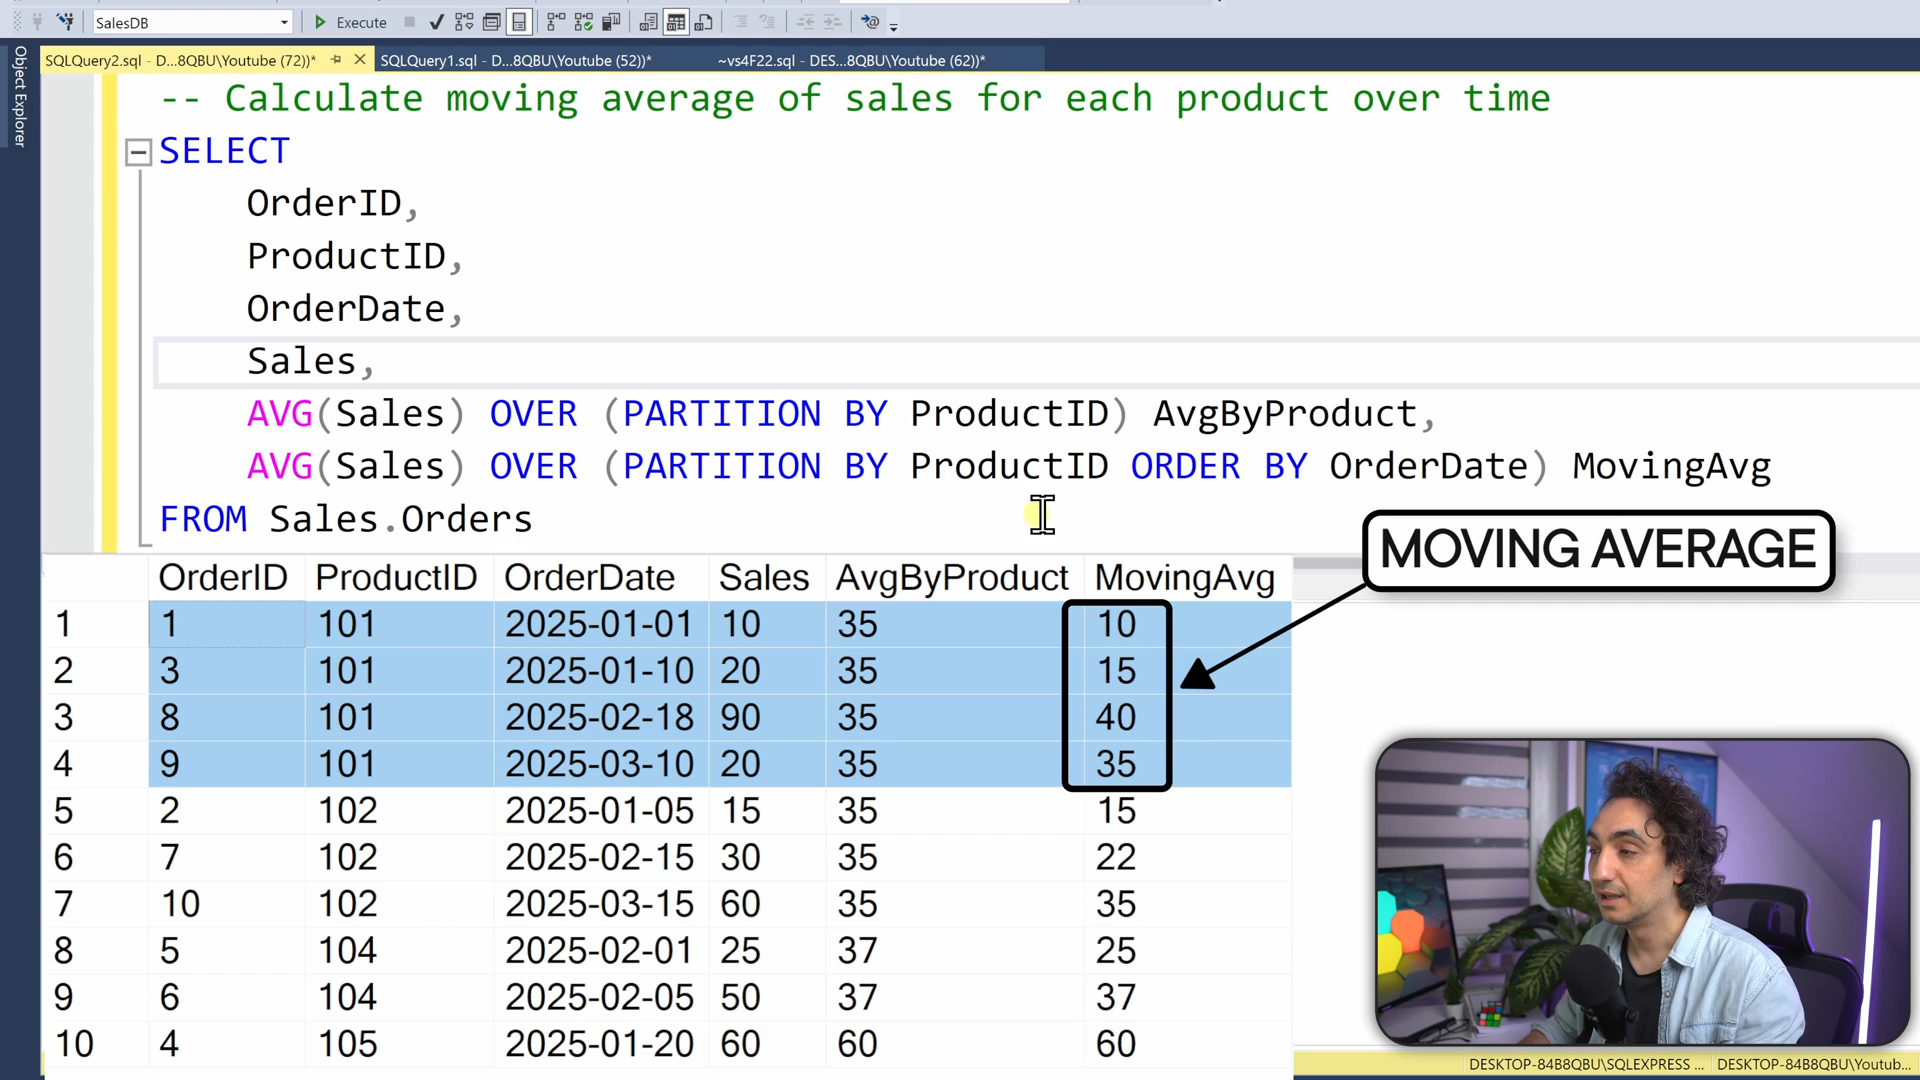 SalesDB
Execute
Object Explorer
SQLQuery2.sql - D...8QBU\Youtube (72))*
SQLQuery1.sql - D...8QBU\Youtube (52))*
~vs4F22.sql - DES...8QBU\Youtube (62))*
-- Calculate moving average of sales for each product over time
SELECT
OrderID,
ProductID,
OrderDate,
Sales,
AVG(Sales) OVER (PARTITION BY ProductID) AvgByProduct,
AVG(Sales) OVER (PARTITION BY ProductID ORDER BY OrderDate) MovingAvg
FROM Sales.Orders
MOVING AVERAGE
OrderID ProductID OrderDate Sales AvgByProduct MovingAvg
1 1 101 2025-01-01 10 35 10
2 3 101 2025-01-10 20 35 15
3 8 101 2025-02-18 90 35 40
4 9 101 2025-03-10 20 35 35
5 2 102 2025-01-05 15 35 15
6 7 102 2025-02-15 30 35 22
7 10 102 2025-03-15 60 35 35
8 5 104 2025-02-01 25 37 25
9 6 104 2025-02-05 50 37 37
10 4 105 2025-01-20 60 60 60
DESKTOP-84B8QBU\SQLEXPRESS ...
DESKTOP-84B8QBU\Youtub...